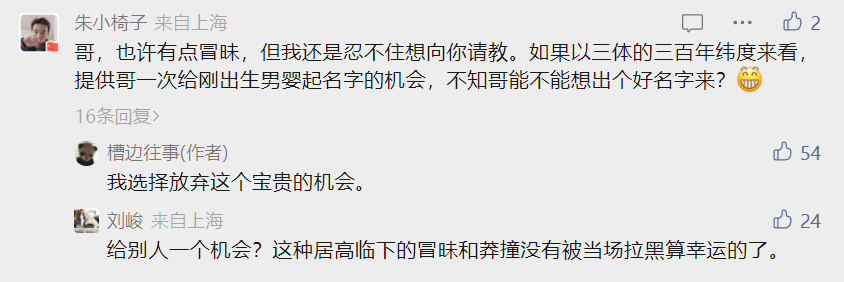 朱小椅子 来自上海 2
哥，也许有点冒昧，但我还是忍不住想向你请教。如果以三体的三百年纬度来看，
提供哥一次给刚出生男婴起名字的机会，不知哥能不能想出个好名字来？😁
16条回复>
槽边往事(作者) 54
我选择放弃这个宝贵的机会。
刘峻 来自上海 24
给别人一个机会？这种居高临下的冒昧和莽撞没有被当场拉黑算幸运的了。